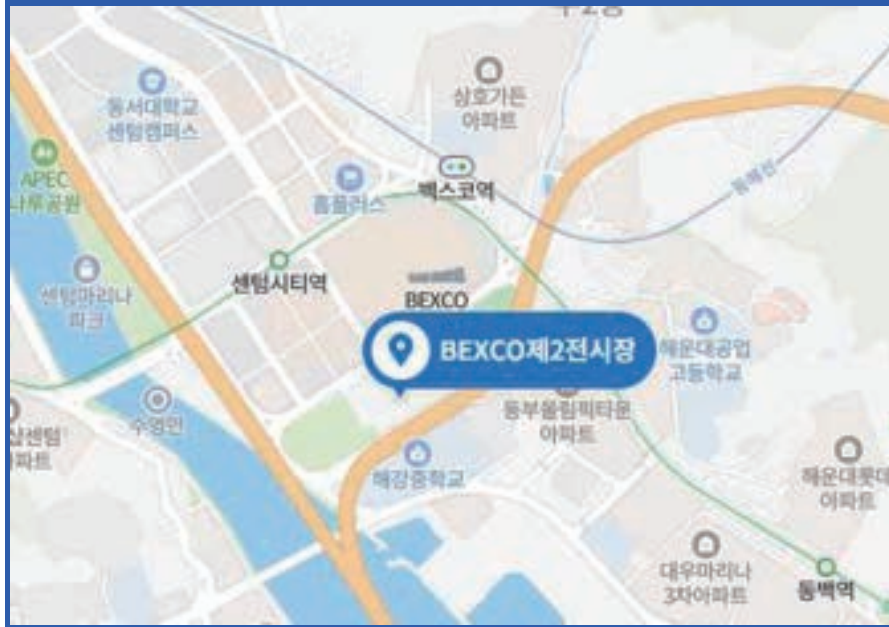 동서대학교
센텀캠퍼스
상호가든
아파트
APEC
나루공원
홈플러스
벡스코역
동해선
센텀마리나
파크
센텀시티역
BEXCO
BEXCO제2전시장
해운대공업
고등학교
수영만
동부올림픽타운
아파트
해강중학교
대우마리나
3차아파트
동백역
아파트